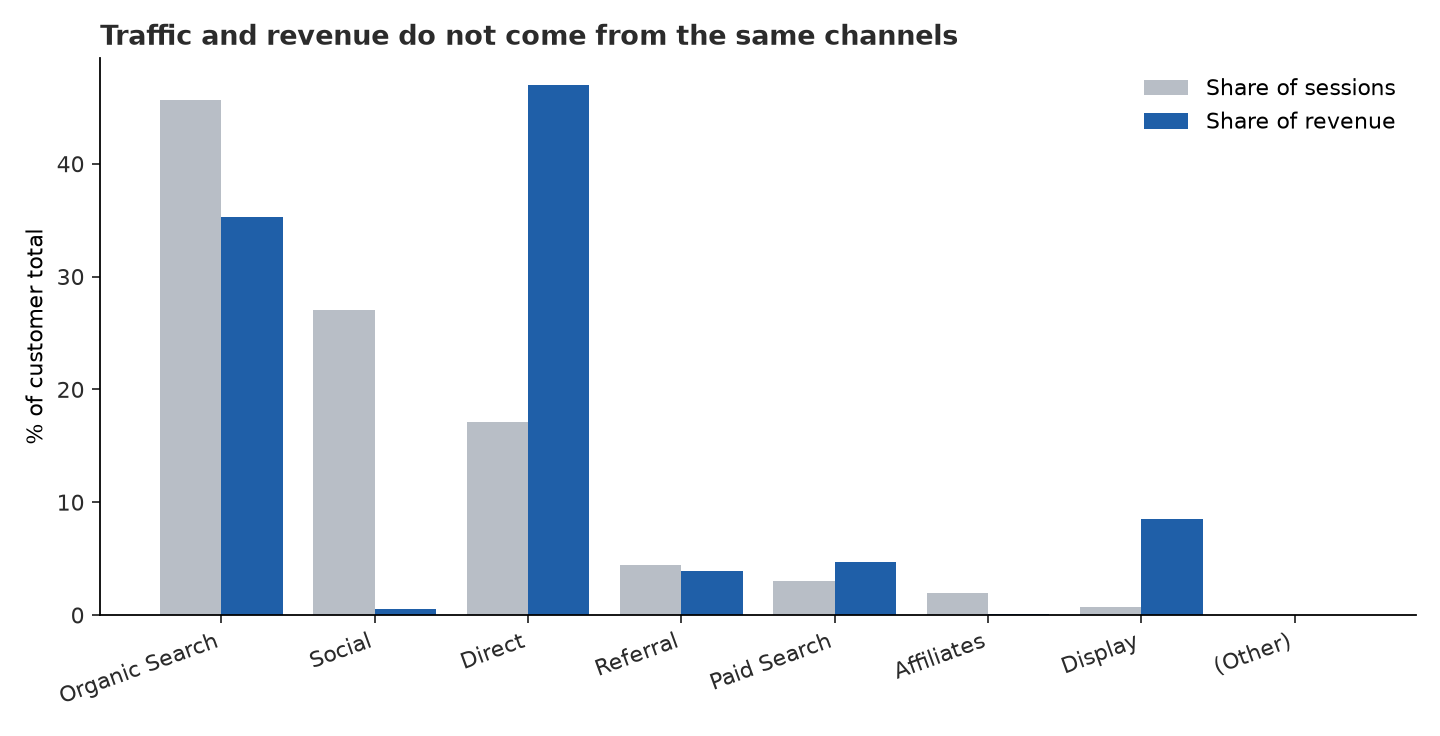 Traffic and revenue do not come from the same channels
Share of sessions
Share of revenue
% of customer total
40
30
20
10
0
Organic Search
Social
Direct
Referral
Paid Search
Affiliates
Display
(Other)